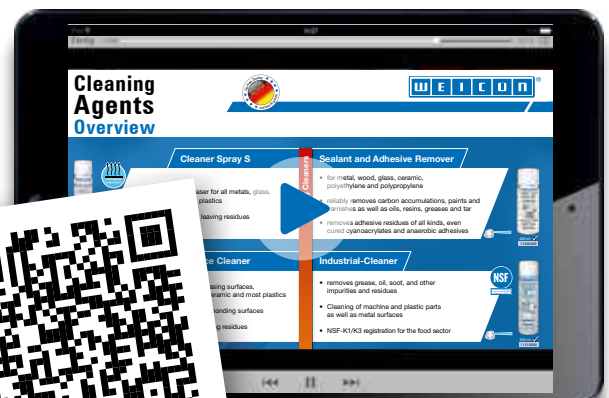 9:27
Cleaning
Agents
Overview
WEICON®
Cleaner Spray S
aser for all metals, glass,
plastics
leaving residues
Cleaners
Sealant and Adhesive Remover
• for metal, wood, glass, ceramic,
polyethylene and polypropylene
• reliably removes carbon accumulations, paints and
varnishes as well as oils, resins, greases and tar
• removes adhesive residues of all kinds, even
cured cyanoacrylates and anaerobic adhesives
ce Cleaner
asing surfaces,
eramic and most plastics
onding surfaces
g residues
Industrial-Cleaner
• removes grease, oil, soot, and other
impurities and residues
• Cleaning of machine and plastic parts
as well as metal surfaces
• NSF-K1/K3 registration for the food sector
NSF